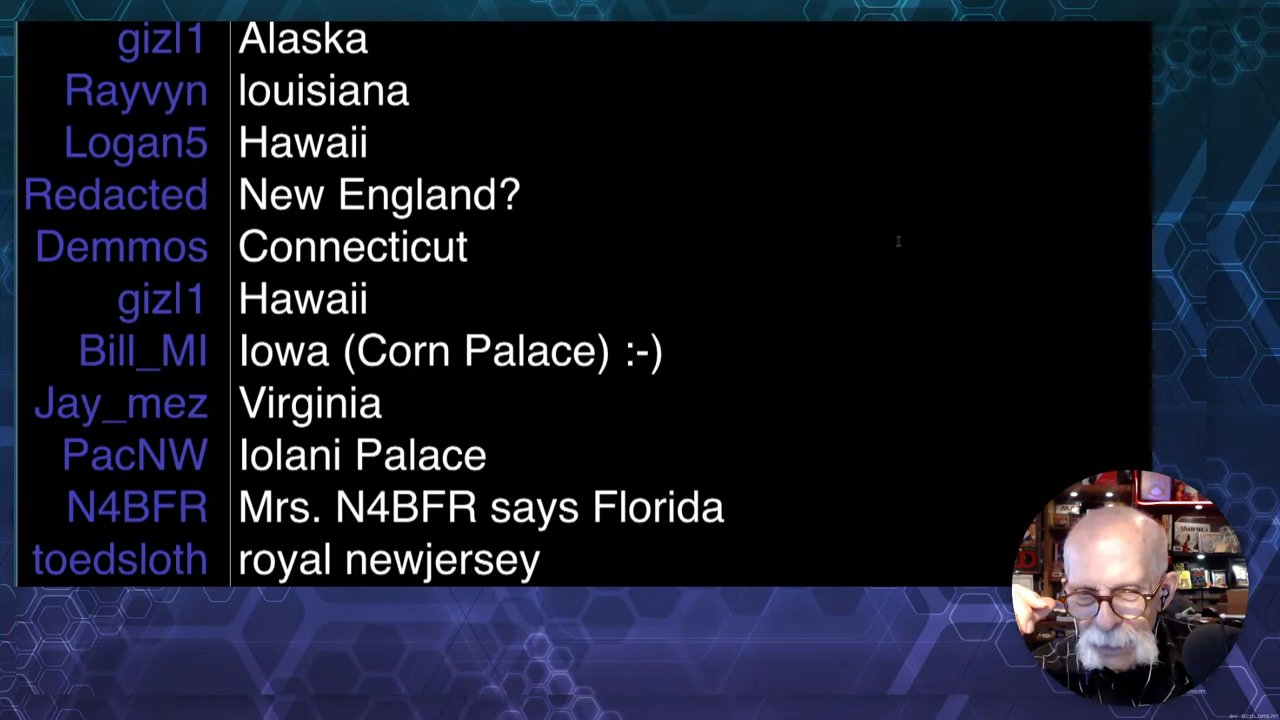 gizl1 Alaska
Rayvyn louisiana
Logan5 Hawaii
Redacted New England?
Demmos Connecticut
gizl1 Hawaii
Bill_MI Iowa (Corn Palace) :-)
Jay_mez Virginia
PacNW Iolani Palace
N4BFR Mrs. N4BFR says Florida
toedsloth royal newjersey